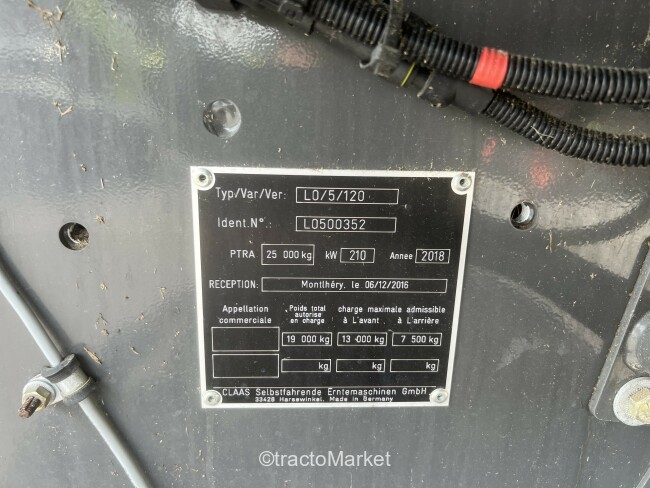 Typ/Var/Ver: L0/5/120
Ident.N°.: L0500352
PTRA 25 000 kg kW 210 Annee 2018
RECEPTION: Montlhéry, le 06/12/2016
Appellation commerciale Poids total autorise en charge charge maximale admissible à L'avant à L'arrière
19 000 kg 13 000 kg 7 500 kg
kg kg kg
CLAAS Selbstfahrende Erntemaschinen GmbH
33428 Harsewinkel, Made in Germany
©tractoMarket